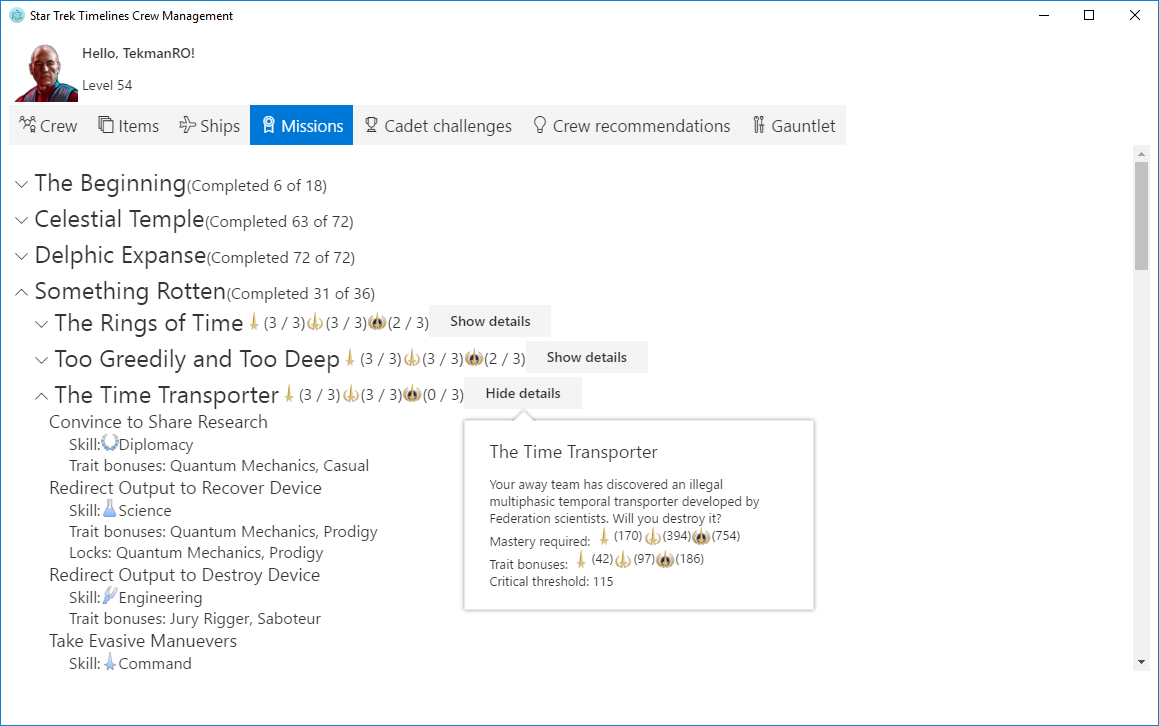 Star Trek Timelines Crew Management
Hello, TekmanRO!
Level 54
Crew Items Ships Missions Cadet challenges Crew recommendations Gauntlet
The Beginning(Completed 6 of 18)
Celestial Temple(Completed 63 of 72)
Delphic Expanse(Completed 72 of 72)
Something Rotten(Completed 31 of 36)
The Rings of Time (3 / 3) (3 / 3) (2 / 3) Show details
Too Greedily and Too Deep (3 / 3) (3 / 3) (2 / 3) Show details
The Time Transporter (3 / 3) (3 / 3) (0 / 3) Hide details
Convince to Share Research
Skill: Diplomacy
Trait bonuses: Quantum Mechanics, Casual
Redirect Output to Recover Device
Skill: Science
Trait bonuses: Quantum Mechanics, Prodigy
Locks: Quantum Mechanics, Prodigy
Redirect Output to Destroy Device
Skill: Engineering
Trait bonuses: Jury Rigger, Saboteur
Take Evasive Manuevers
Skill: Command
The Time Transporter
Your away team has discovered an illegal
multiphasic temporal transporter developed by
Federation scientists. Will you destroy it?
Mastery required: (170) (394) (754)
Trait bonuses: (42) (97) (186)
Critical threshold: 115